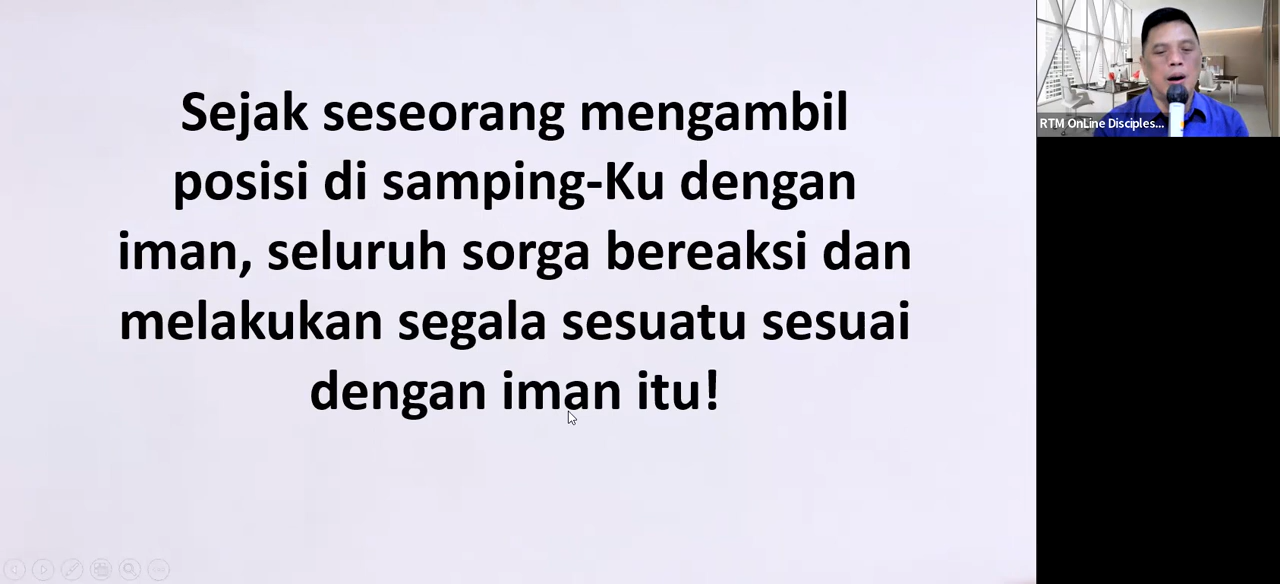 Sejak seseorang mengambil
posisi di samping-Ku dengan
iman, seluruh sorga bereaksi dan
melakukan segala sesuatu sesuai
dengan iman itu!
RTM OnLine Disciples...